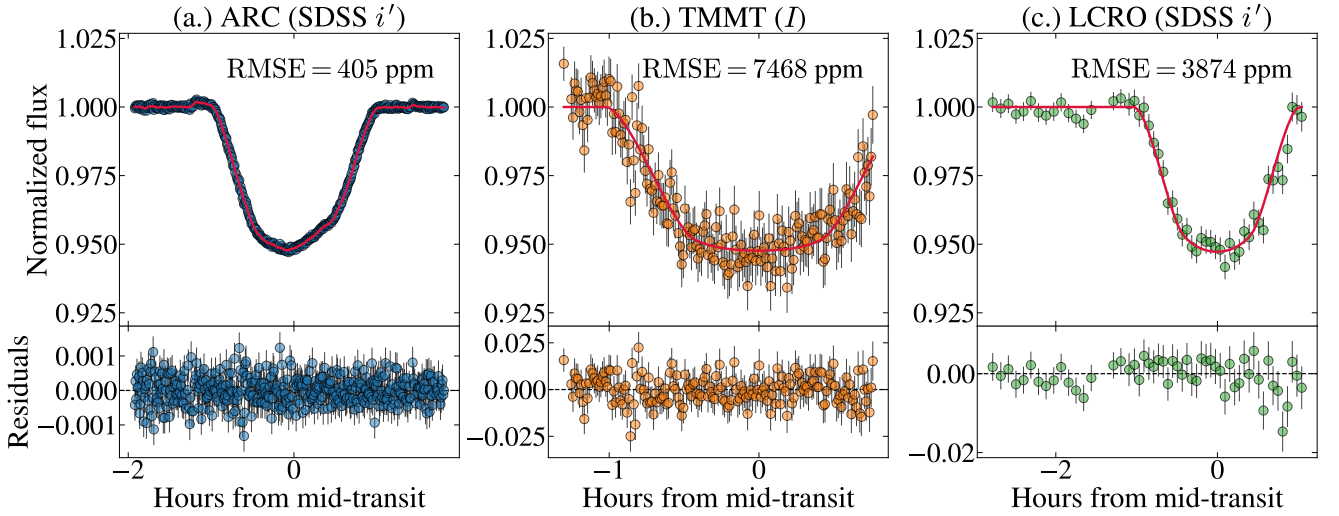 (a.) ARC (SDSS i′)
(b.) TMMT (I)
(c.) LCRO (SDSS i′)
Normalized flux
1.025
1.000
0.975
0.950
0.925
RMSE = 405 ppm
1.025
1.000
0.975
0.950
0.925
RMSE = 7468 ppm
1.025
1.000
0.975
0.950
0.925
RMSE = 3874 ppm
Residuals
0.001
0.000
−0.001
0.025
0.000
−0.025
0.00
−0.02
−2 0
−1 0
−2 0
Hours from mid-transit
Hours from mid-transit
Hours from mid-transit